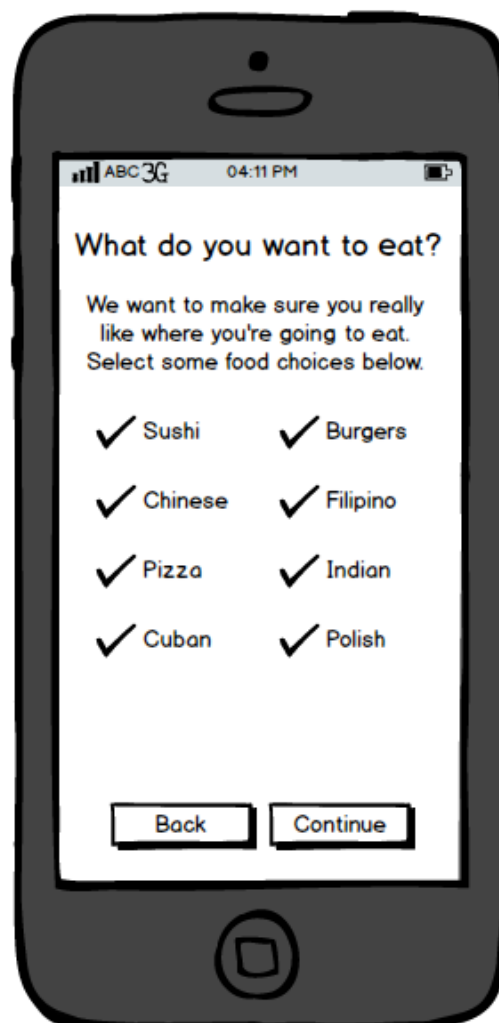 ABC 3G 04:11 PM
What do you want to eat?
We want to make sure you really
like where you're going to eat.
Select some food choices below.
Sushi Burgers
Chinese Filipino
Pizza Indian
Cuban Polish
Back Continue